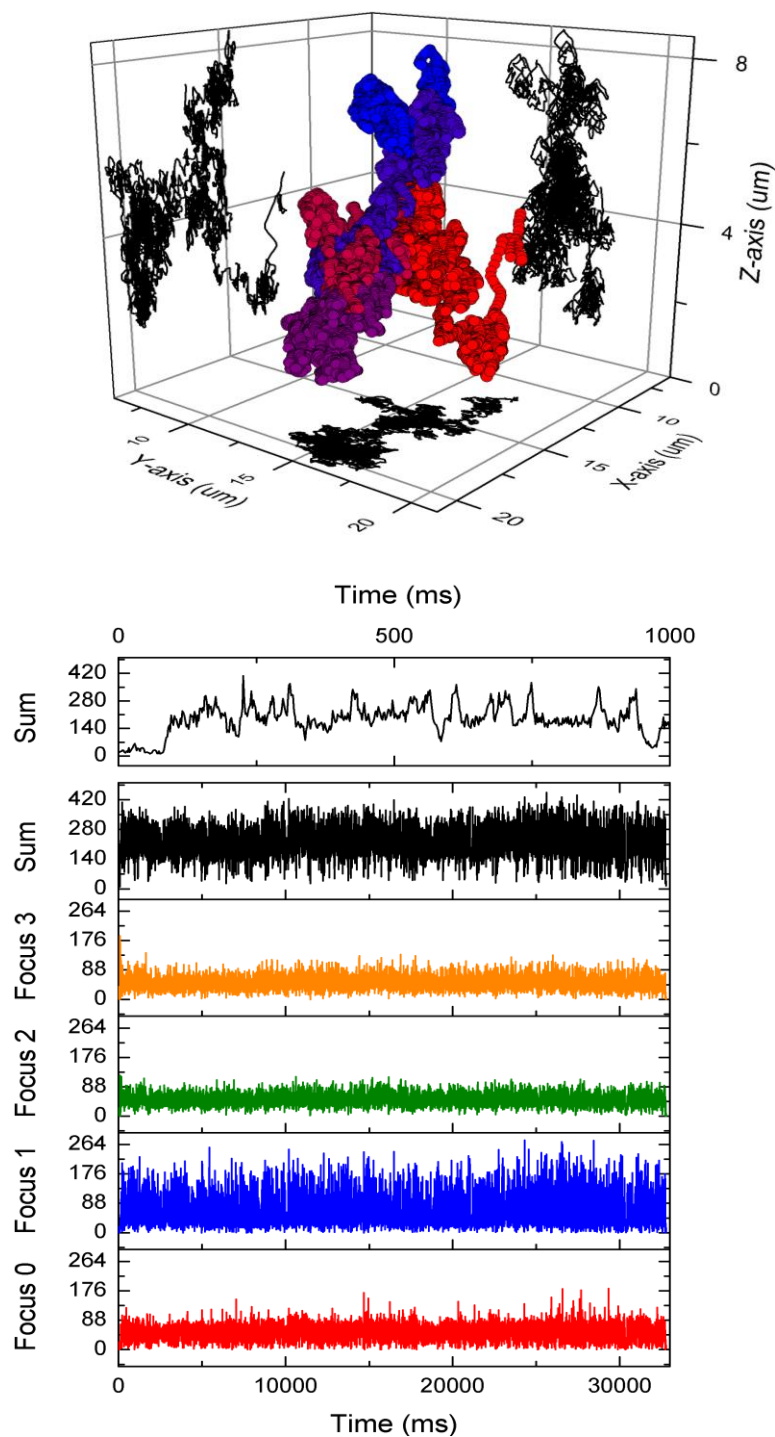 8
4
0
Z-axis (um)
10
15
20
Y-axis (um)
10
15
20
X-axis (um)
Time (ms)
0 500 1000
Sum
420
280
140
0
Sum
420
280
140
0
Focus 3
264
176
88
0
Focus 2
264
176
88
0
Focus 1
264
176
88
0
Focus 0
264
176
88
0
0 10000 20000 30000
Time (ms)